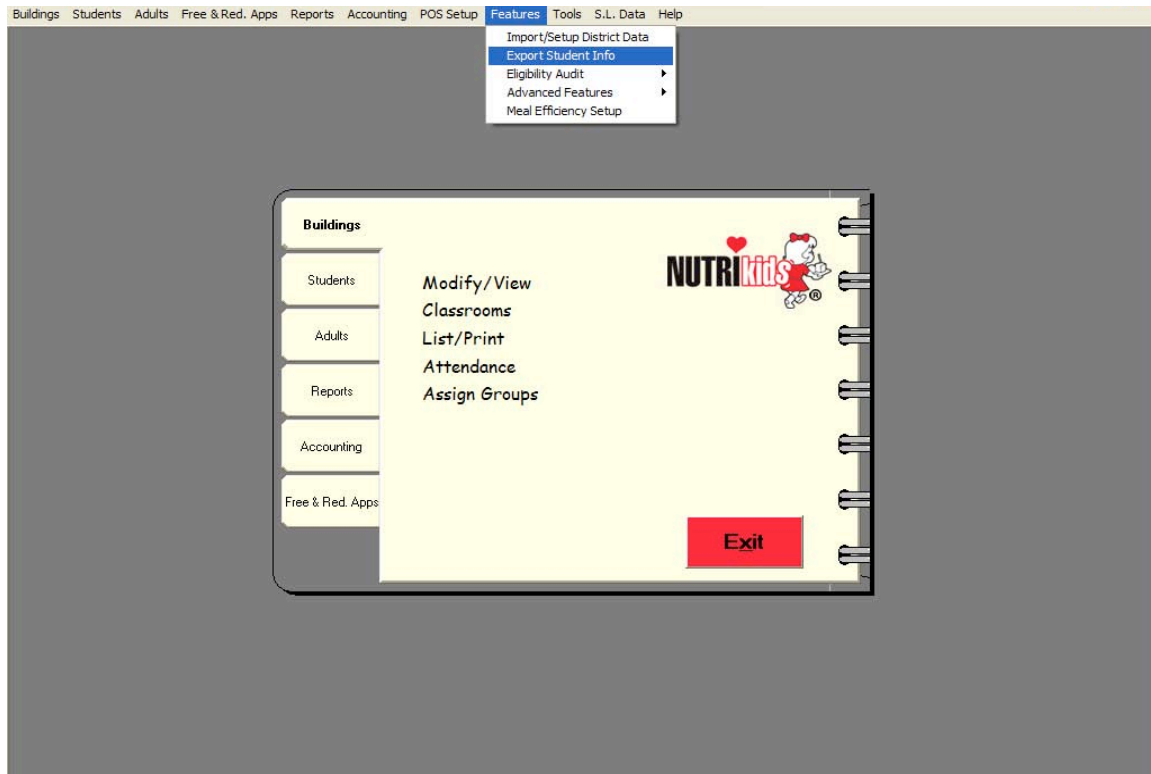 Buildings Students Adults Free & Red. Apps Reports Accounting POS Setup Features Tools S.L. Data Help
Import/Setup District Data
Export Student Info
Eligibility Audit
Advanced Features
Meal Efficiency Setup
Buildings
Students
Adults
Reports
Accounting
Free & Red. Apps
NUTRIkids®
Modify/View
Classrooms
List/Print
Attendance
Assign Groups
Exit